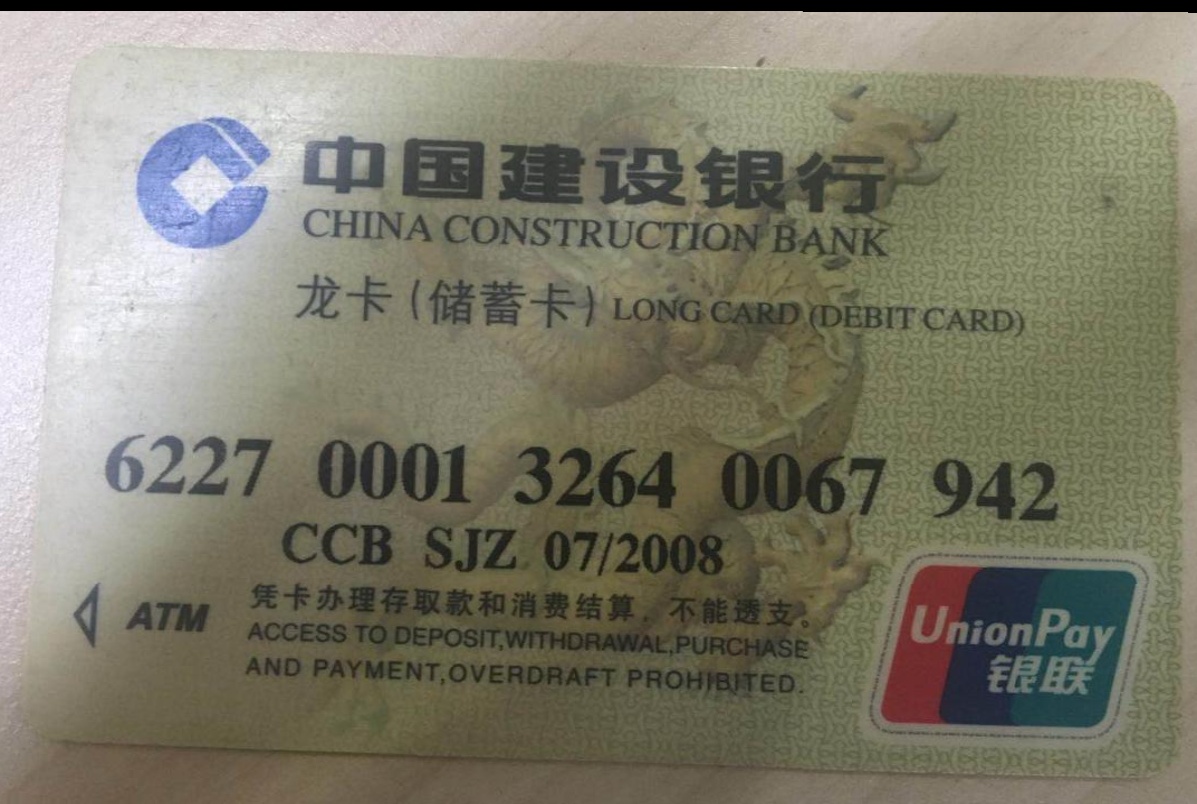 中国建设银行
CHINA CONSTRUCTION BANK
龙卡(储蓄卡) LONG CARD (DEBIT CARD)
6227 0001 3264 0067 942
CCB SJZ 07/2008
ATM
凭卡办理存取款和消费结算，不能透支。
ACCESS TO DEPOSIT,WITHDRAWAL,PURCHASE
AND PAYMENT,OVERDRAFT PROHIBITED.
UnionPay
银联